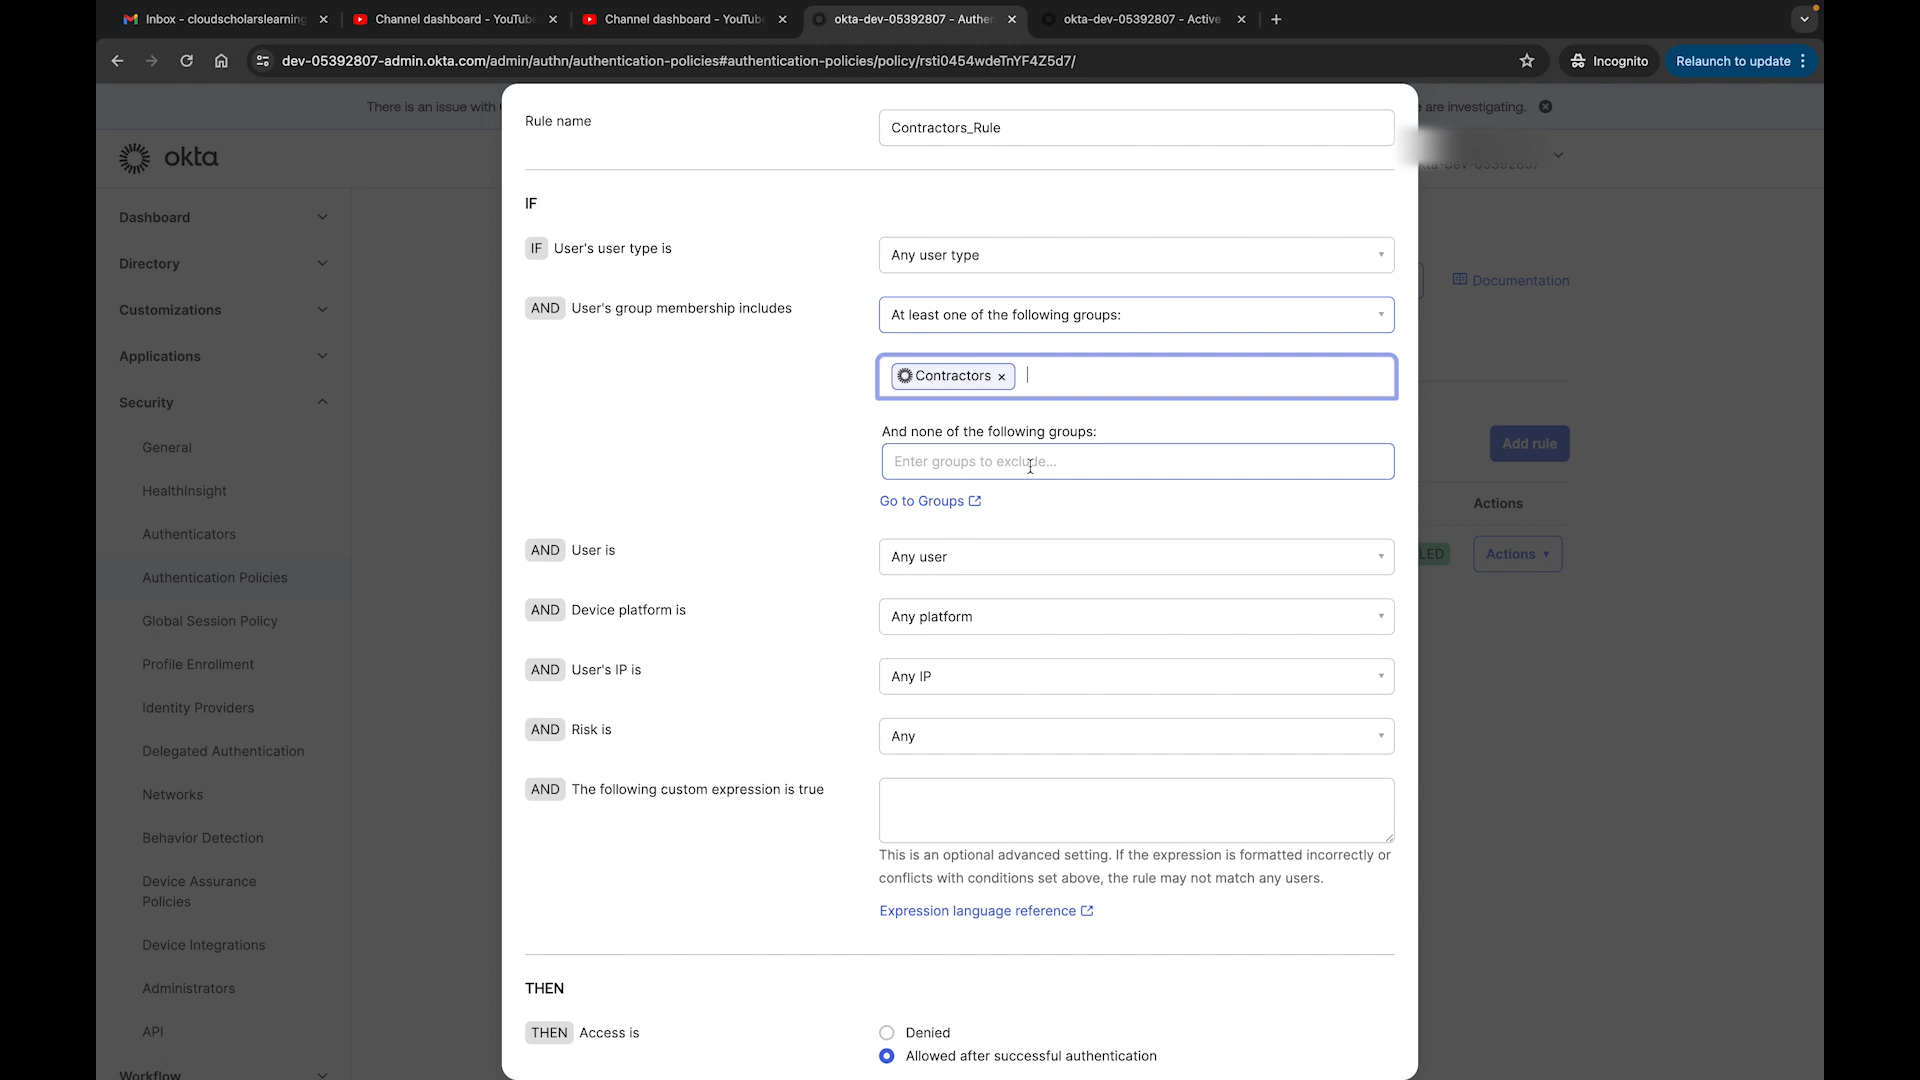 Inbox - cloudscholarslearning
Channel dashboard - YouTube
Channel dashboard - YouTube
okta-dev-05392807 - Authen
okta-dev-05392807 - Active
dev-05392807-admin.okta.com/admin/authn/authentication-policies#authentication-policies/policy/rsti0454wdeTnYF4Z5d7/
Incognito
Relaunch to update
There is an issue with
are investigating.
okta
okta-dev-05392807
Dashboard
Directory
Customizations
Applications
Security
General
HealthInsight
Authenticators
Authentication Policies
Global Session Policy
Profile Enrollment
Identity Providers
Delegated Authentication
Networks
Behavior Detection
Device Assurance
Policies
Device Integrations
Administrators
API
Workflow
Rule name
Contractors_Rule
IF
IF User's user type is
Any user type
AND User's group membership includes
At least one of the following groups:
Contractors
And none of the following groups:
Enter groups to exclude...
Go to Groups
AND User is
Any user
AND Device platform is
Any platform
AND User's IP is
Any IP
AND Risk is
Any
AND The following custom expression is true
This is an optional advanced setting. If the expression is formatted incorrectly or
conflicts with conditions set above, the rule may not match any users.
Expression language reference
THEN
THEN Access is
Denied
Allowed after successful authentication
Documentation
Add rule
Actions
LED
Actions